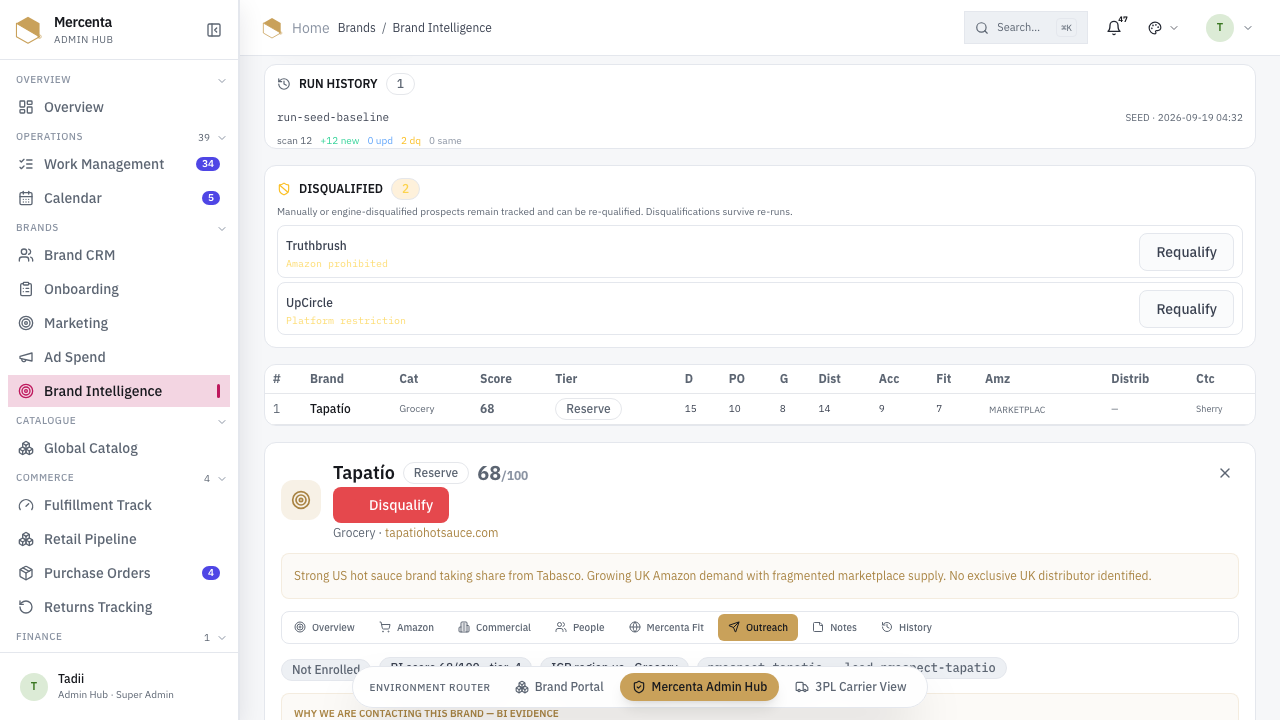 Mercenta
ADMIN HUB
Home Brands / Brand Intelligence
Search... ⌘K
47
T
OVERVIEW
Overview
OPERATIONS 39
Work Management 34
Calendar 5
BRANDS
Brand CRM
Onboarding
Marketing
Ad Spend
Brand Intelligence
CATALOGUE
Global Catalog
COMMERCE 4
Fulfillment Track
Retail Pipeline
Purchase Orders 4
Returns Tracking
FINANCE 1
T
Tadii
Admin Hub · Super Admin
RUN HISTORY 1
run-seed-baseline SEED · 2026-09-19 04:32
scan 12 +12 new 0 upd 2 dq 0 same
DISQUALIFIED 2
Manually or engine-disqualified prospects remain tracked and can be re-qualified. Disqualifications survive re-runs.
Truthbrush
Amazon prohibited
Requalify
UpCircle
Platform restriction
Requalify
# Brand Cat Score Tier D PO G Dist Acc Fit Amz Distrib Ctc
1 Tapatío Grocery 68 Reserve 15 10 8 14 9 7 MARKETPLAC — Sherry
Tapatío Reserve 68/100
Disqualify
Grocery · tapatiohotsauce.com
Strong US hot sauce brand taking share from Tabasco. Growing UK Amazon demand with fragmented marketplace supply. No exclusive UK distributor identified.
Overview Amazon Commercial People Mercenta Fit Outreach Notes History
Not Enrolled
ENVIRONMENT ROUTER Brand Portal Mercenta Admin Hub 3PL Carrier View
WHY WE ARE CONTACTING THIS BRAND — BI EVIDENCE